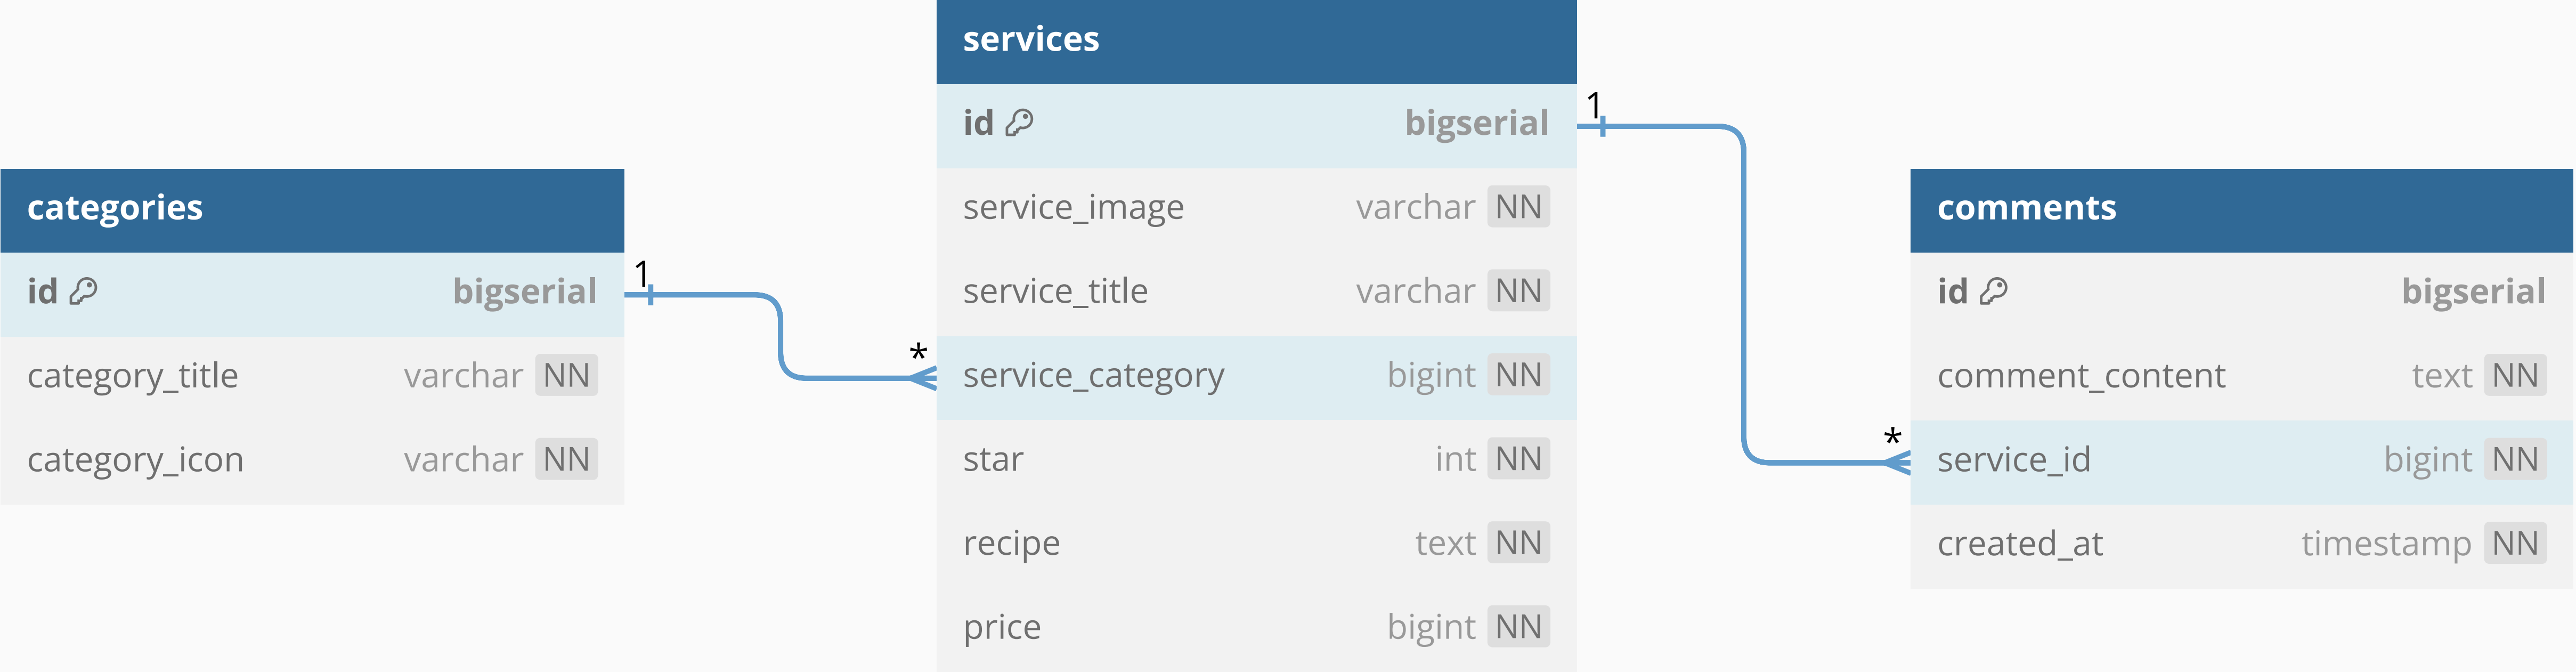 categories
id bigserial
category_title varchar NN
category_icon varchar NN
1
*
services
id bigserial
service_image varchar NN
service_title varchar NN
service_category bigint NN
star int NN
recipe text NN
price bigint NN
1
*
comments
id bigserial
comment_content text NN
service_id bigint NN
created_at timestamp NN